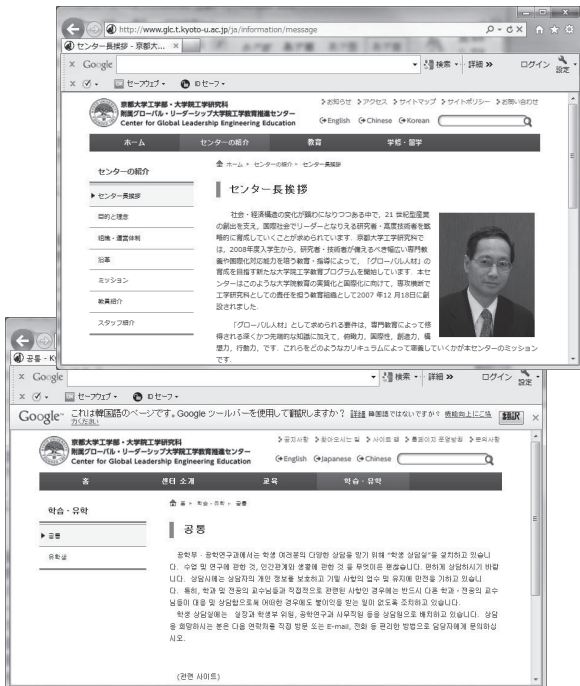 http://www.glc.t.kyoto-u.ac.jp/ja/information/message
センター長挨拶 - 京都大...
Google 検索 詳細 >> ログイン 設定
セーフウェブ IDセーフ
京都大学工学部・大学院工学研究科
附属グローバル・リーダーシップ大学院工学教育推進センター
Center for Global Leadership Engineering Education
お知らせ アクセス サイトマップ サイトポリシー お問い合わせ
English Chinese Korean
ホーム センターの紹介 教育 学修・留学
センターの紹介
センター長挨拶
目的と理念
組織・運営体制
沿革
ミッション
教員紹介
スタッフ紹介
ホーム センターの紹介 センター長挨拶
センター長挨拶
社会・経済構造の変化が顕わになりつつある中で，21 世紀型産業
の創出を支え，国際社会でリーダーとなりえる研究者・高度技術者を戦
略的に育成していくことが求められています．京都大学工学研究科で
は，2008年度入学生から，研究者・技術者が備えるべき幅広い専門教
養や国際化対応能力を培う教育・指導によって，「グローバル人材」の
育成を目指す新たな大学院工学教育プログラムを開始しています．本セ
ンターはこのような大学院教育の実質化と国際化に向けて，専攻横断で
工学研究科としての責任を担う教育組織として2007 年12 月18日に創
設されました．
「グローバル人材」として求められる要件は，専門教育によって修
得される深くかつ先端的な知識に加えて，俯瞰力，国際性，創造力，構
想力，行動力，です．これらをどのようなカリキュラムによって涵養していくかが本センターのミッション
です．
공통 - Ky
Google 検索 詳細 >> ログイン 設定
セーフウェブ IDセーフ
Google これは韓国語のページです。Google ツールバーを使用して翻訳しますか？ 詳細 韓国語ではないですか？ 機能向上にご協
力ください 翻訳
京都大学工学部・大学院工学研究科
附属グローバル・リーダーシップ大学院工学教育推進センター
Center for Global Leadership Engineering Education
공지사항 찾아오시는 길 사이트 맵 홈페이지 운영방침 문의사항
English Japanese Chinese
홈 센터 소개 교육 학습・유학
학습・유학
공통
유학생
홈 학습・유학 공통
공통
공학부・공학연구과에서는 학생 여러분의 다양한 상담을 받기 위해 "학생 상담실"을 설치하고 있습니
다. 수업 및 연구에 관한 것, 인간관계와 생활에 관한 것 등 무엇이든 괜찮습니다. 편하게 상담하시기 바랍
니다. 상담시에는 상담자의 개인 정보를 보호하고 기밀 사항의 엄수 및 유지에 만전을 기하고 있습니
다. 특히, 학과 및 전공의 교수님들과 직접적으로 관련된 사항인 경우에는 반드시 다른 학과・전공의 교수
님들이 대응 및 상담함으로써 어떠한 경우에도 불이익을 받는 일이 없도록 조치하고 있습니다.
학생 상담실에는 실장과 학생부 위원, 공학연구과 사무직원 등을 상담원으로 배치하고 있습니다. 상담
을 희망하시는 분은 다음 연락처를 직접 방문 또는 E-mail, 전화 등 편리한 방법으로 담당자에게 문의하십
시오.
(관련 사이트)